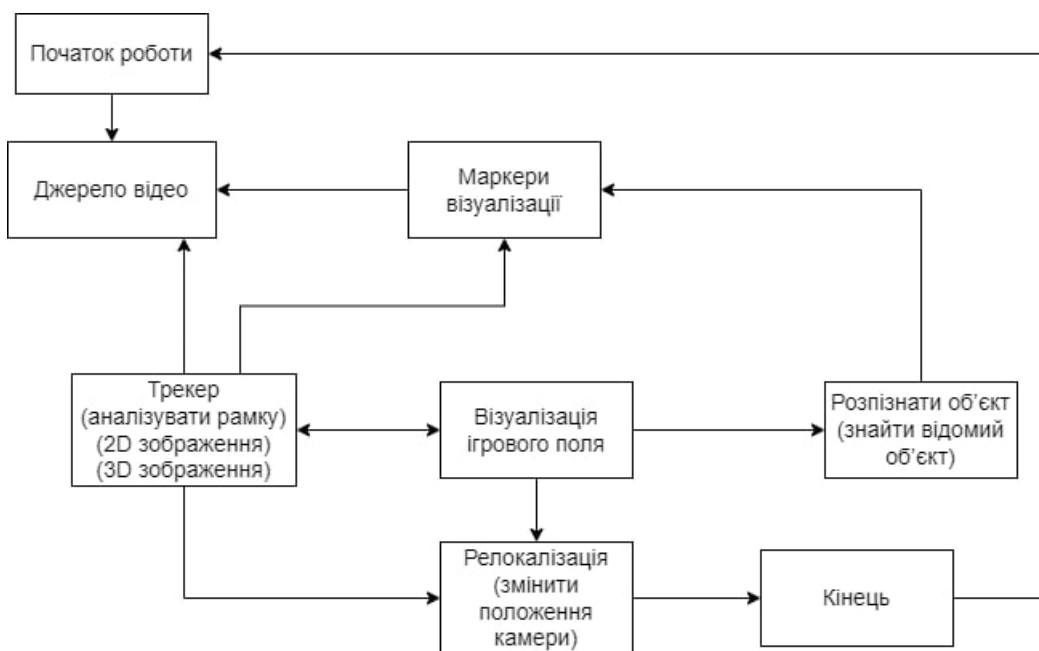 Початок роботи
Джерело відео
Маркери
візуалізації
Трекер
(аналізувати рамку)
(2D зображення)
(3D зображення)
Візуалізація
ігрового поля
Розпізнати об’єкт
(знайти відомий
об’єкт)
Релокалізація
(змінити
положення
камери)
Кінець